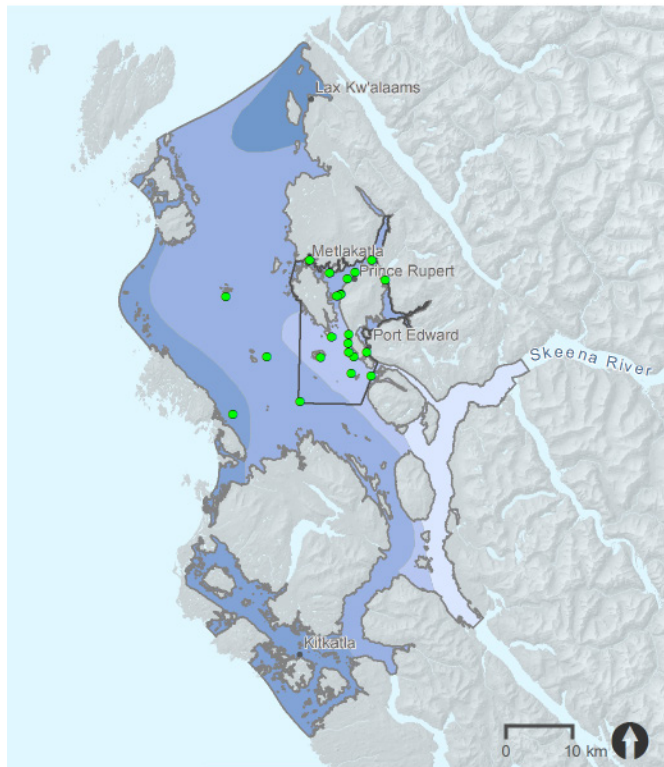 Lax Kw'alaams
Metlakatla
Prince Rupert
Port Edward
Skeena River
Kitkatla
0 10 km